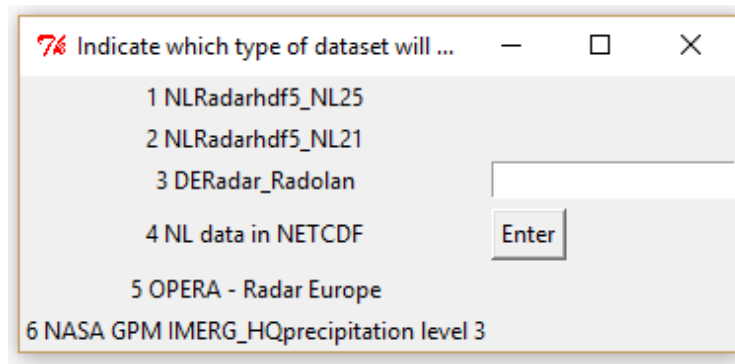 Indicate which type of dataset will ...
1 NLRadarhdf5_NL25
2 NLRadarhdf5_NL21
3 DERadar_Radolan
4 NL data in NETCDF
Enter
5 OPERA - Radar Europe
6 NASA GPM IMERG_HQprecipitation level 3